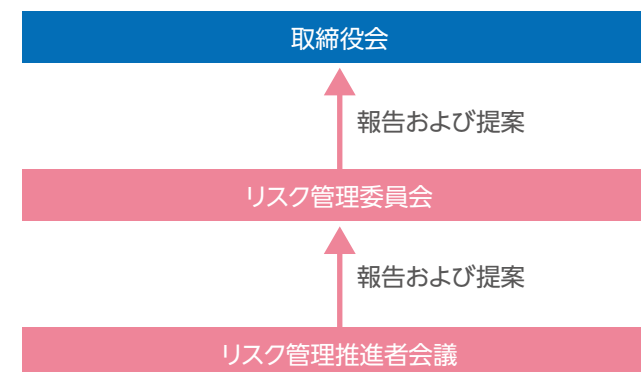 取締役会
報告および提案
リスク管理委員会
報告および提案
リスク管理推進者会議